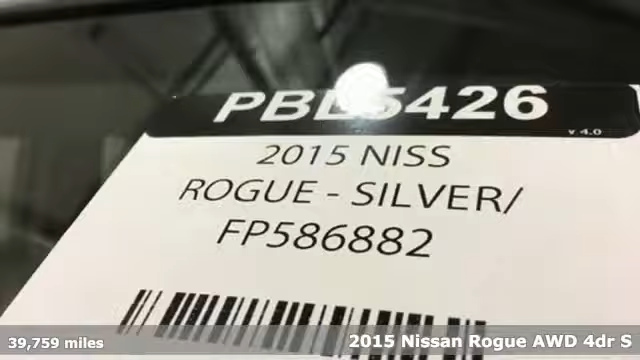 v 4.0
2015 NISS
ROGUE - SILVER/
FP586882
39,759 miles
2015 Nissan Rogue AWD 4dr S